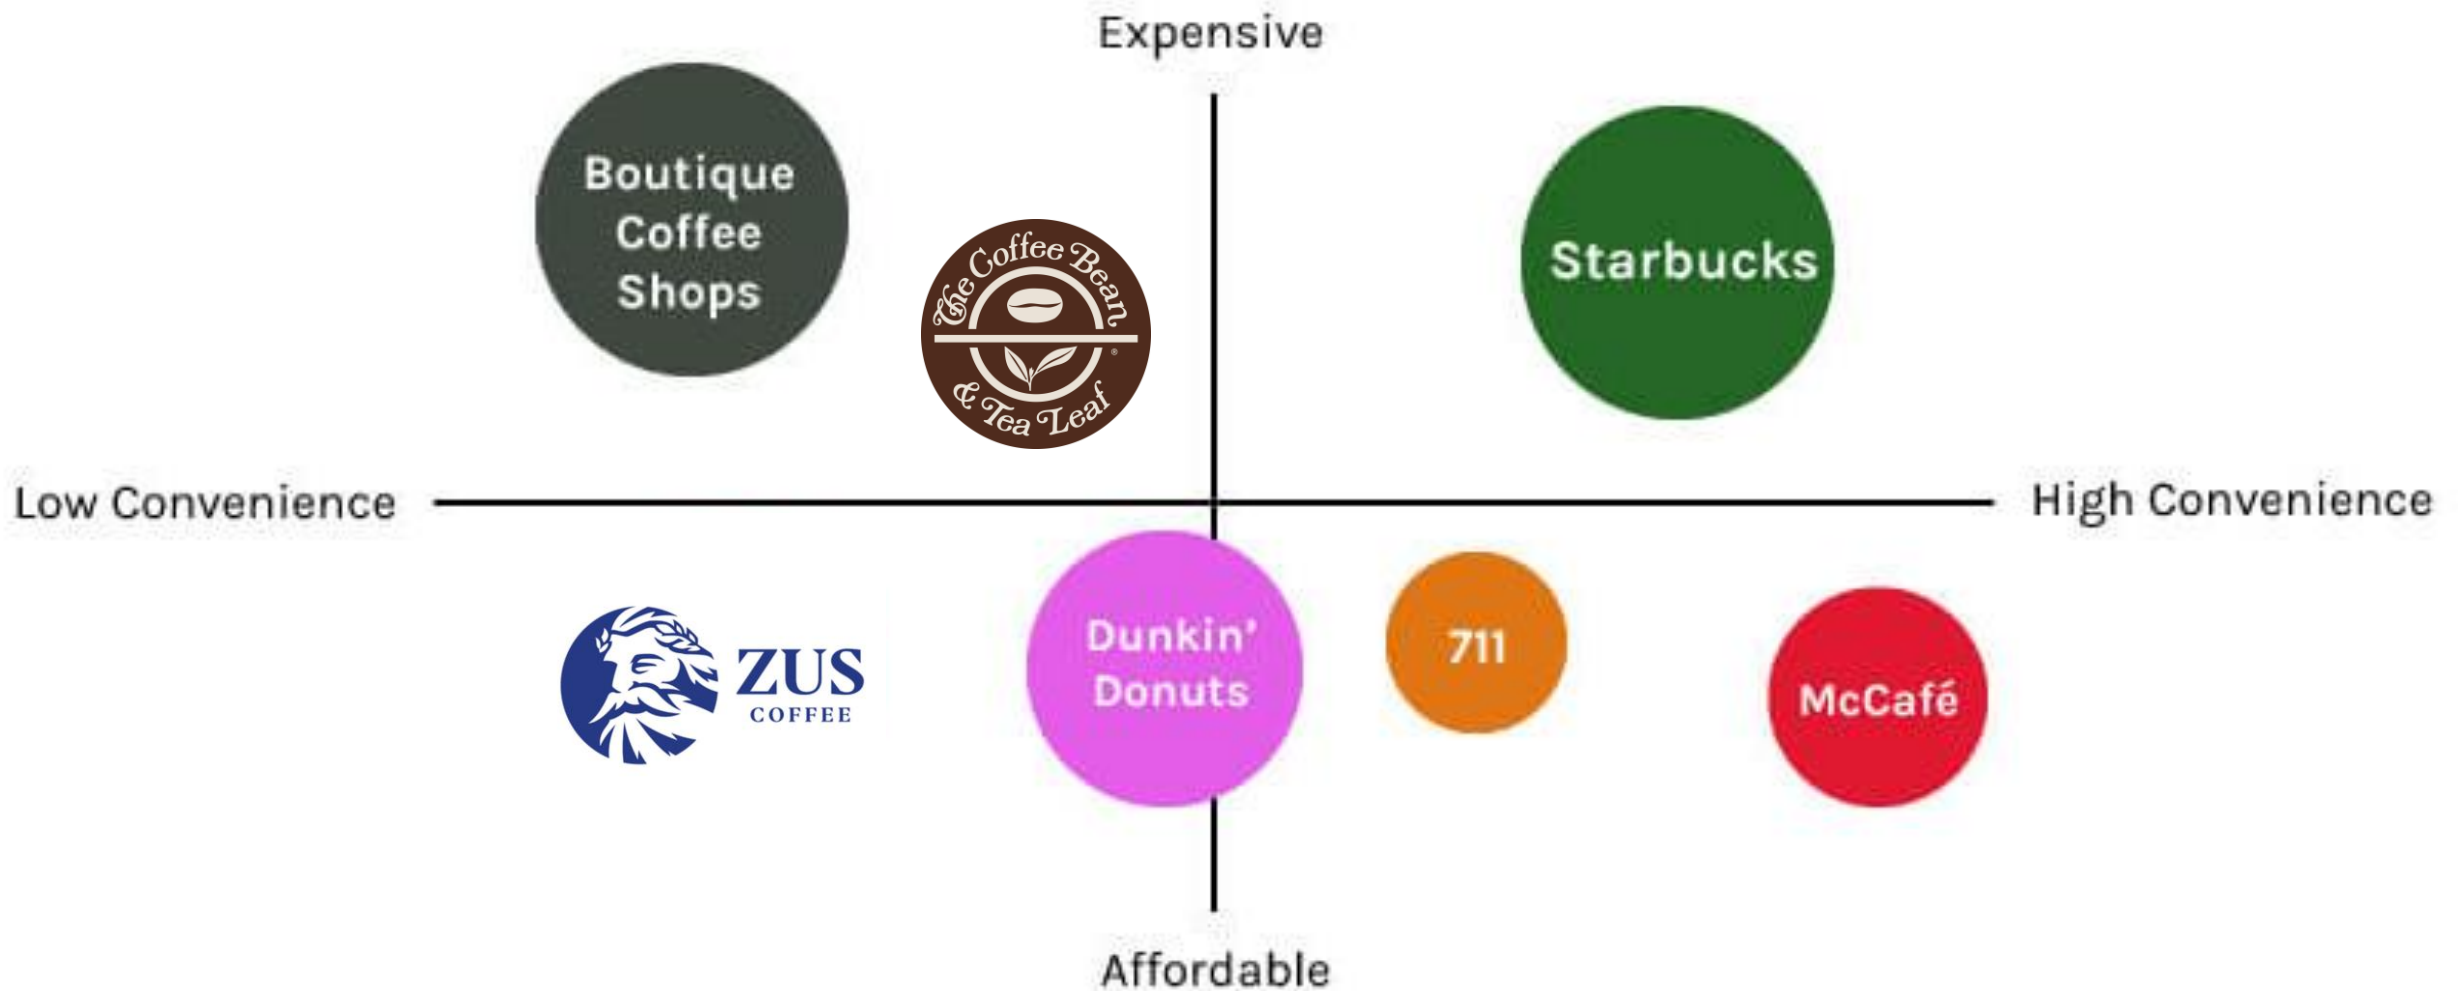 Expensive
Boutique
Coffee
Shops
The Coffee Bean
& Tea Leaf
®
Starbucks
Low Convenience
High Convenience
ZUS
COFFEE
Dunkin’
Donuts
711
McCafé
Affordable